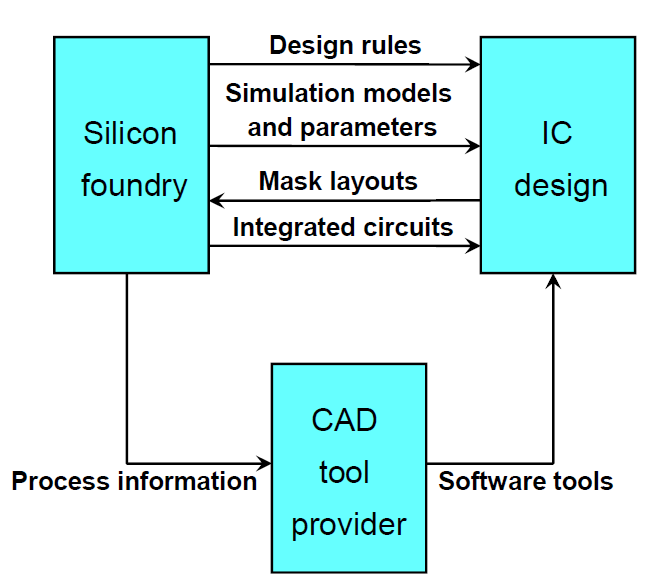 Design rules
Simulation models
and parameters
Mask layouts
Integrated circuits
Silicon
foundry
IC
design
CAD
tool
provider
Process information
Software tools